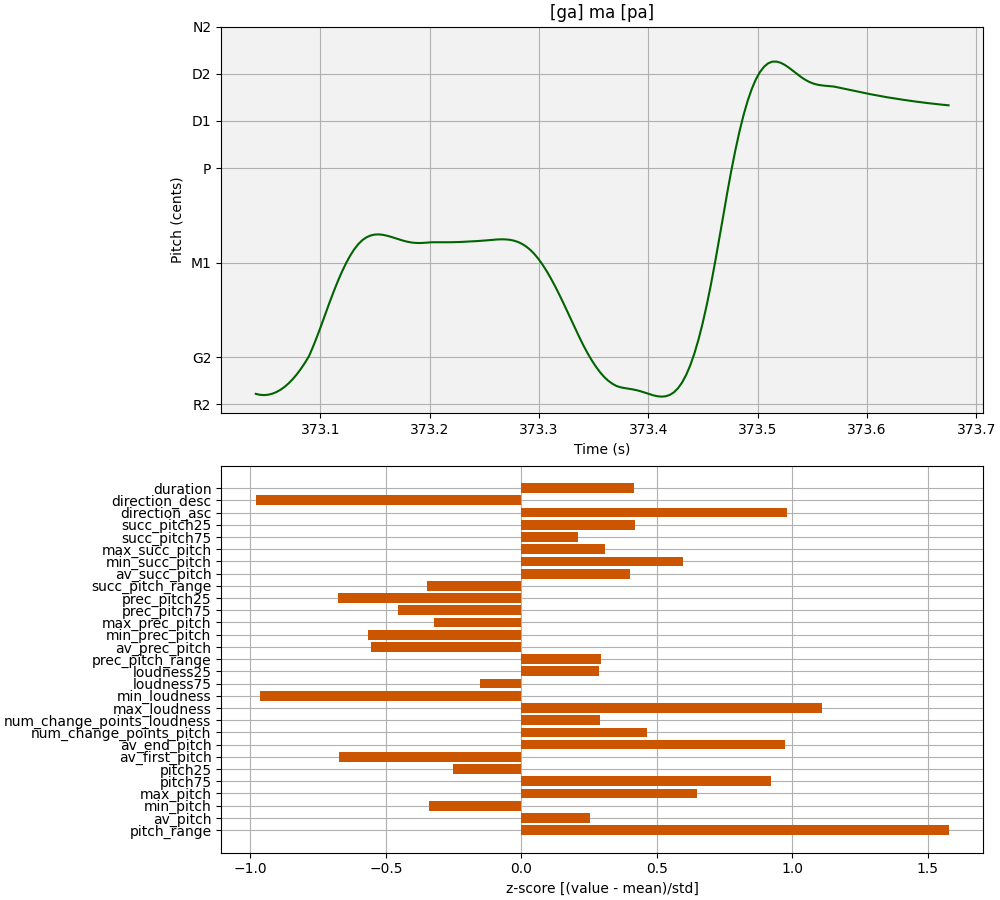 [ga] ma [pa]
N2
D2
D1
P
M1
G2
R2
Pitch (cents)
373.1 373.2 373.3 373.4 373.5 373.6 373.7
Time (s)
duration
direction_desc
direction_asc
succ_pitch25
succ_pitch75
max_succ_pitch
min_succ_pitch
av_succ_pitch
succ_pitch_range
prec_pitch25
prec_pitch75
max_prec_pitch
min_prec_pitch
av_prec_pitch
prec_pitch_range
loudness25
loudness75
min_loudness
max_loudness
num_change_points_loudness
num_change_points_pitch
av_end_pitch
av_first_pitch
pitch25
pitch75
max_pitch
min_pitch
av_pitch
pitch_range
−1.0 −0.5 0.0 0.5 1.0 1.5
z-score [(value - mean)/std]